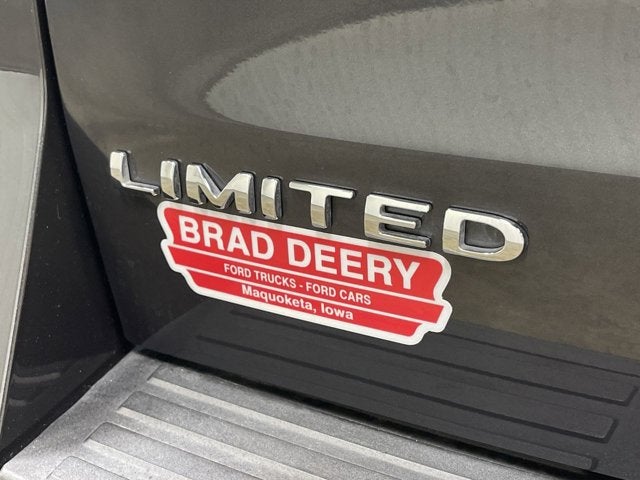 LIMITED
BRAD DEERY
FORD TRUCKS - FORD CARS
Maquoketa, Iowa